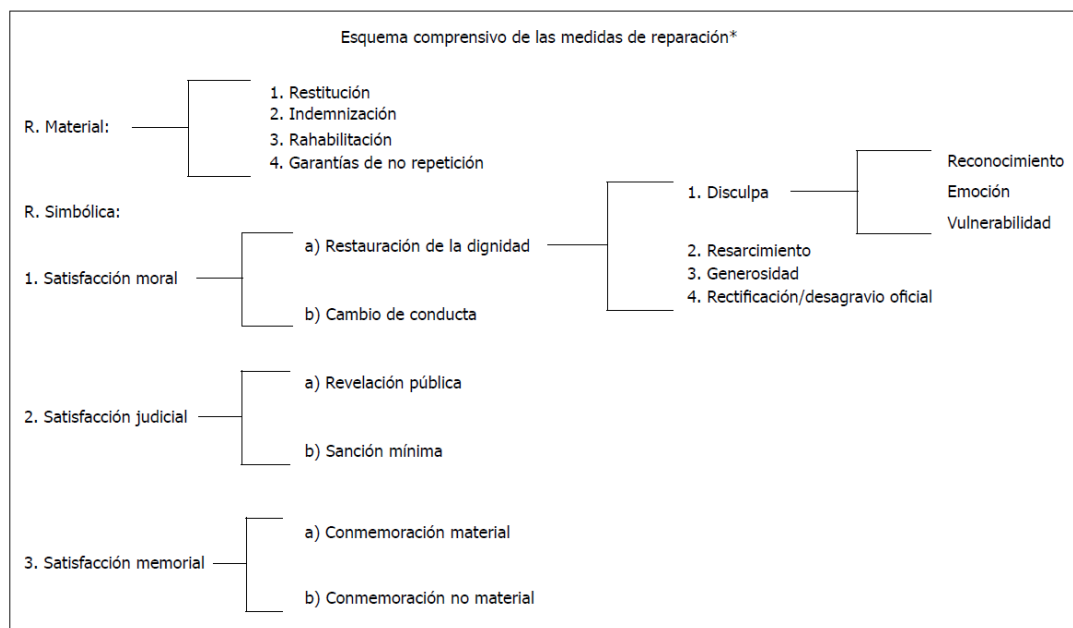 Esquema comprensivo de las medidas de reparación*
R. Material:
1. Restitución
2. Indemnización
3. Rahabilitación
4. Garantías de no repetición
R. Simbólica:
1. Satisfacción moral
a) Restauración de la dignidad
1. Disculpa
Reconocimiento
Emoción
Vulnerabilidad
2. Resarcimiento
3. Generosidad
4. Rectificación/desagravio oficial
b) Cambio de conducta
2. Satisfacción judicial
a) Revelación pública
b) Sanción mínima
3. Satisfacción memorial
a) Conmemoración material
b) Conmemoración no material